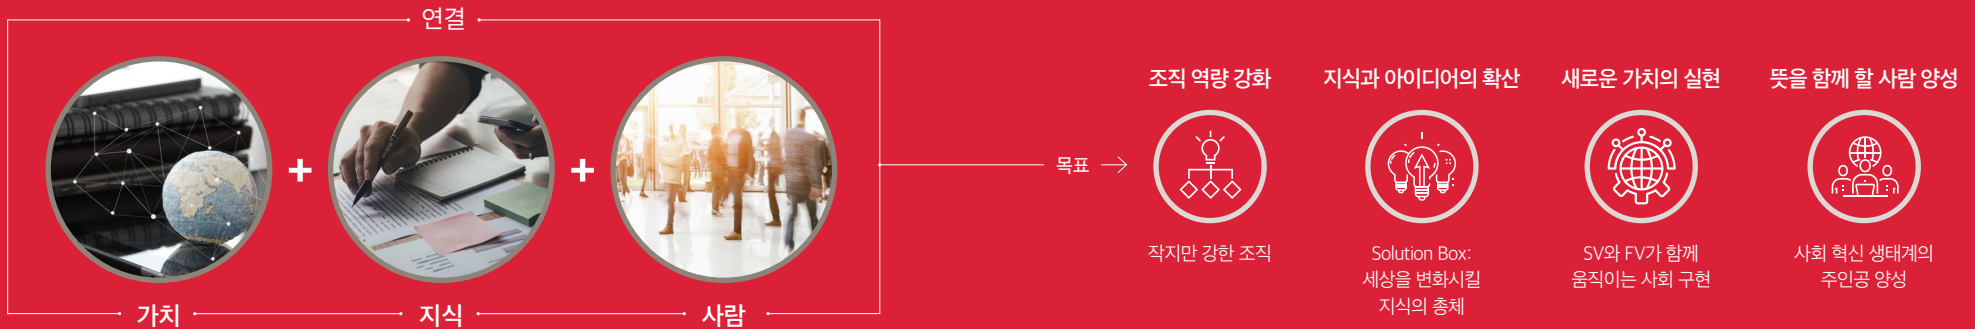 연결
가치
+
지식
+
사람
목표
조직 역량 강화
작지만 강한 조직
지식과 아이디어의 확산
Solution Box:
세상을 변화시킬
지식의 총체
새로운 가치의 실현
SV와 FV가 함께
움직이는 사회 구현
뜻을 함께 할 사람 양성
사회 혁신 생태계의
주인공 양성